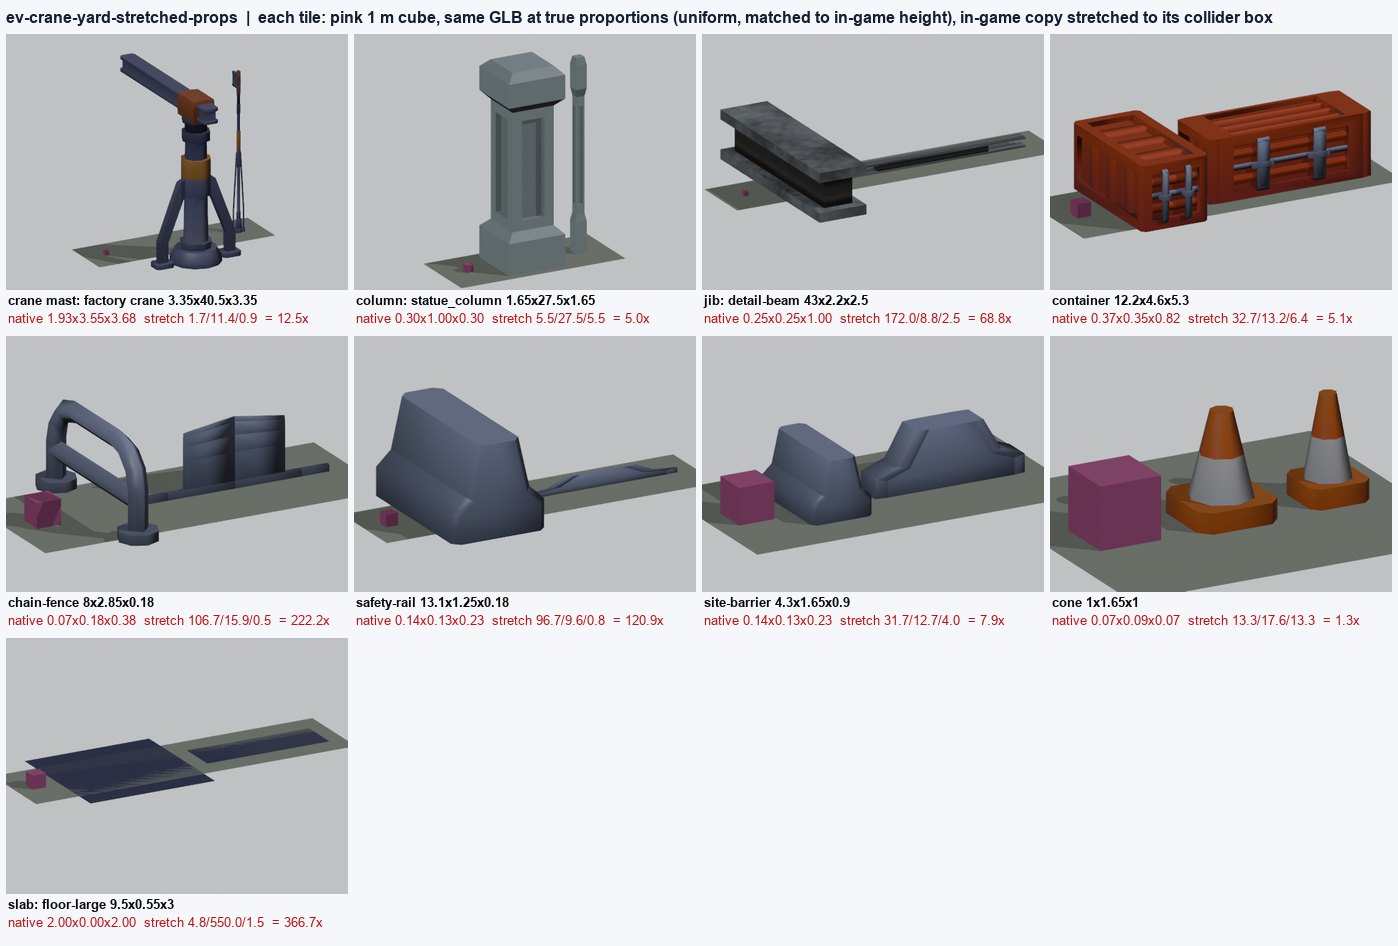 ev-crane-yard-stretched-props | each tile: pink 1 m cube, same GLB at true proportions (uniform, matched to in-game height), in-game copy stretched to its collider box
crane mast: factory crane 3.35x40.5x3.35
native 1.93x3.55x3.68 stretch 1.7/11.4/0.9 = 12.5x
column: statue_column 1.65x27.5x1.65
native 0.30x1.00x0.30 stretch 5.5/27.5/5.5 = 5.0x
jib: detail-beam 43x2.2x2.5
native 0.25x0.25x1.00 stretch 172.0/8.8/2.5 = 68.8x
container 12.2x4.6x5.3
native 0.37x0.35x0.82 stretch 32.7/13.2/6.4 = 5.1x
chain-fence 8x2.85x0.18
native 0.07x0.18x0.38 stretch 106.7/15.9/0.5 = 222.2x
safety-rail 13.1x1.25x0.18
native 0.14x0.13x0.23 stretch 96.7/9.6/0.8 = 120.9x
site-barrier 4.3x1.65x0.9
native 0.14x0.13x0.23 stretch 31.7/12.7/4.0 = 7.9x
cone 1x1.65x1
native 0.07x0.09x0.07 stretch 13.3/17.6/13.3 = 1.3x
slab: floor-large 9.5x0.55x3
native 2.00x0.00x2.00 stretch 4.8/550.0/1.5 = 366.7x